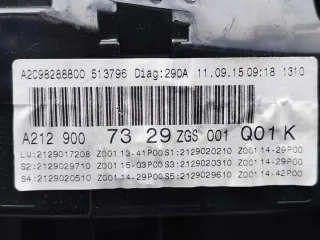 A2098288800 513796 Diag:290A 11.09.15 09:18 1310
A212 900 73 29 ZGS 001 Q01 K
LU:2129017208 Z001 13-41P00 S1:2129020210 Z001 14-29P00
S2:2129029710 Z001 15-03P00 S3:2129020310 Z001 14-29P00
S4:2129020510 Z001 14-29P00 S5:2129029610 Z001 14-42P00